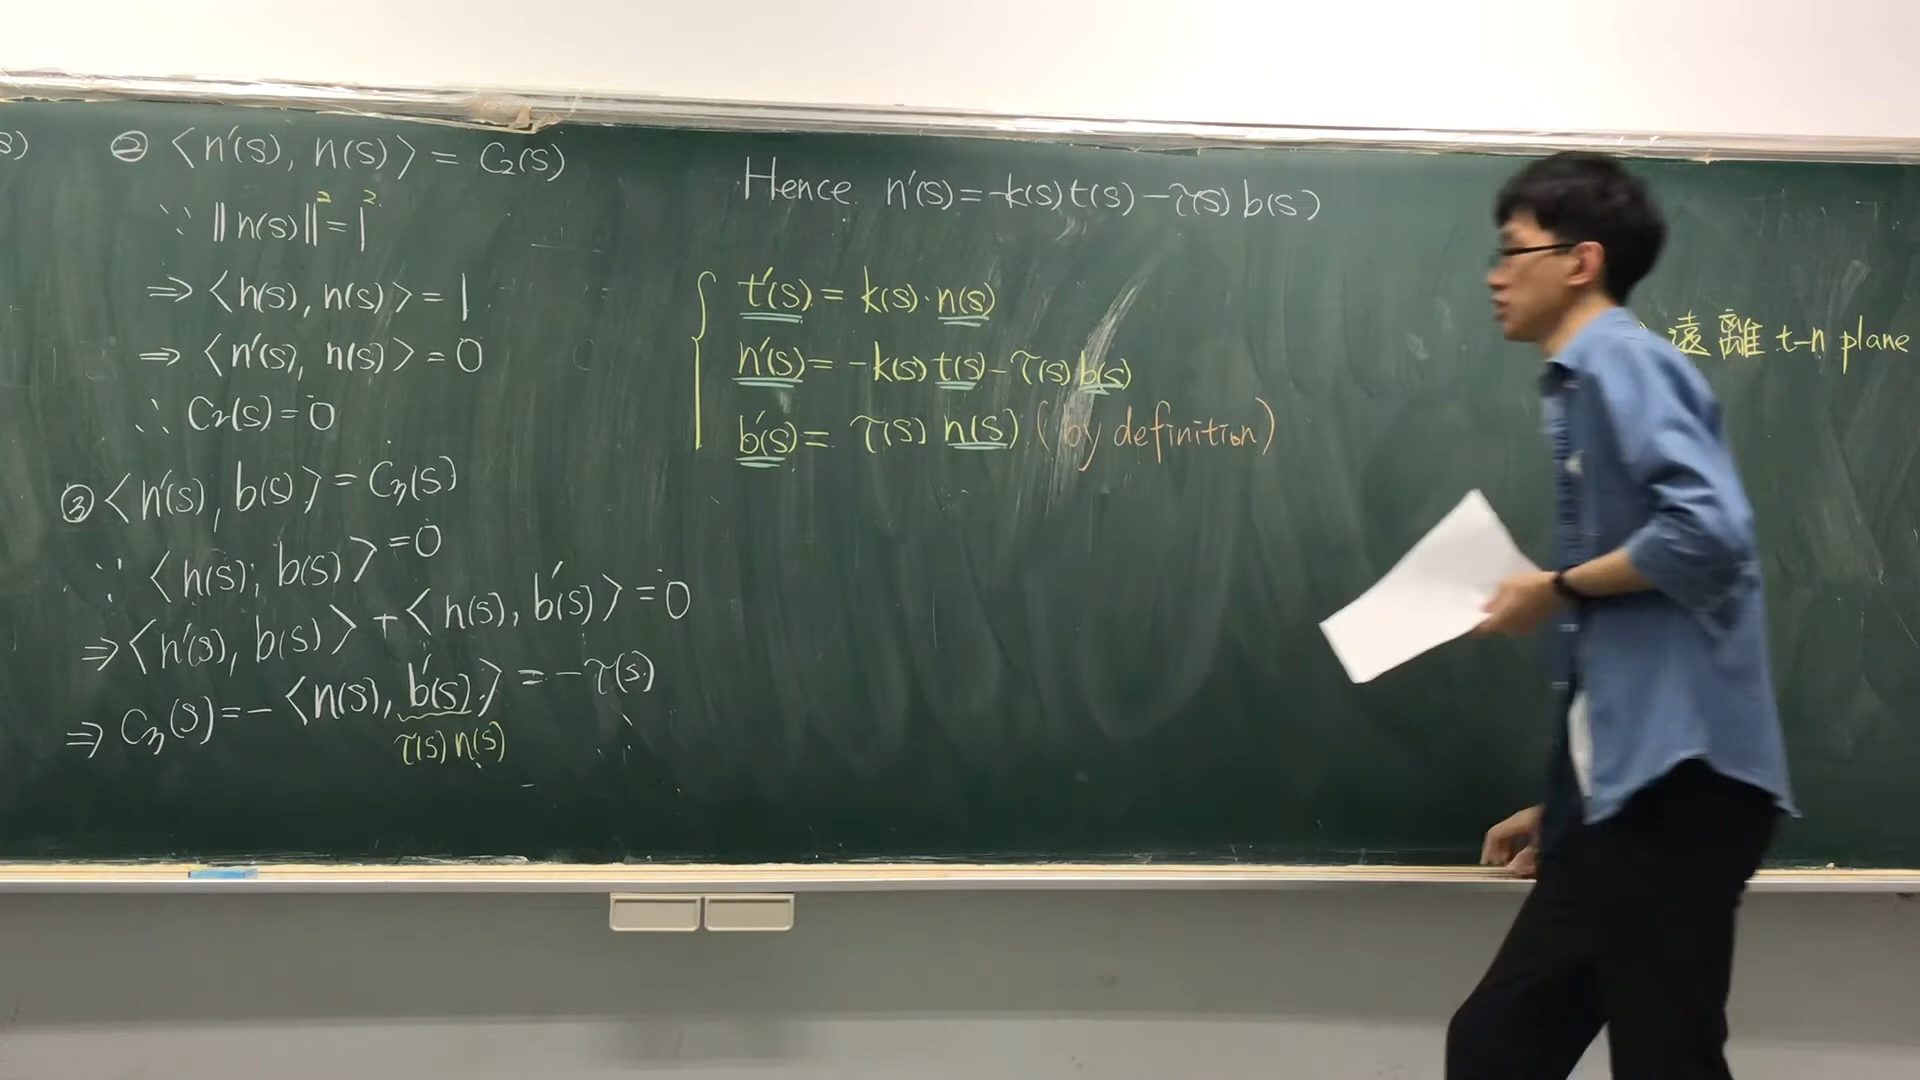 s)
② ⟨n'(s), n(s)⟩ = C₂(s)
∵ ‖n(s)‖² = 1²
⇒ ⟨n(s), n(s)⟩ = 1
⇒ ⟨n'(s), n(s)⟩ = 0
∴ C₂(s) = 0
③ ⟨n'(s), b(s)⟩ = C₃(s)
∵ ⟨n(s), b(s)⟩ = 0
⇒ ⟨n'(s), b(s)⟩ + ⟨n(s), b'(s)⟩ = 0
⇒ C₃(s) = - ⟨n(s), b'(s)⟩ = -τ(s)
τ(s) n(s)
Hence n'(s) = -k(s) t(s) - τ(s) b(s)
t'(s) = k(s) · n(s)
n'(s) = -k(s) t(s) - τ(s) b(s)
b'(s) = τ(s) n(s) (by definition)
遠離 t-n plane